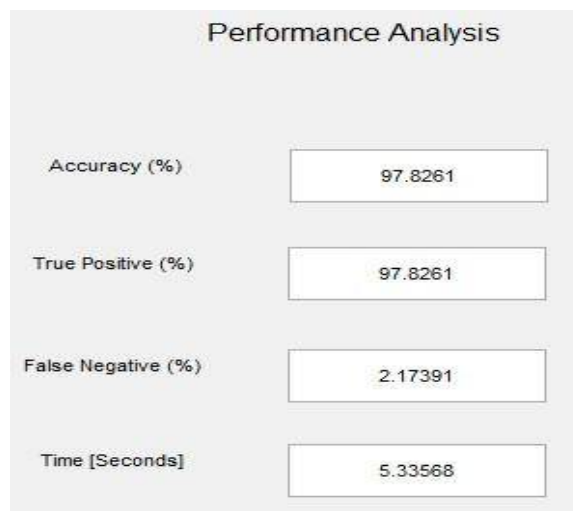 Performance Analysis
Accuracy (%) 97.8261
True Positive (%) 97.8261
False Negative (%) 2.17391
Time [Seconds] 5.33568